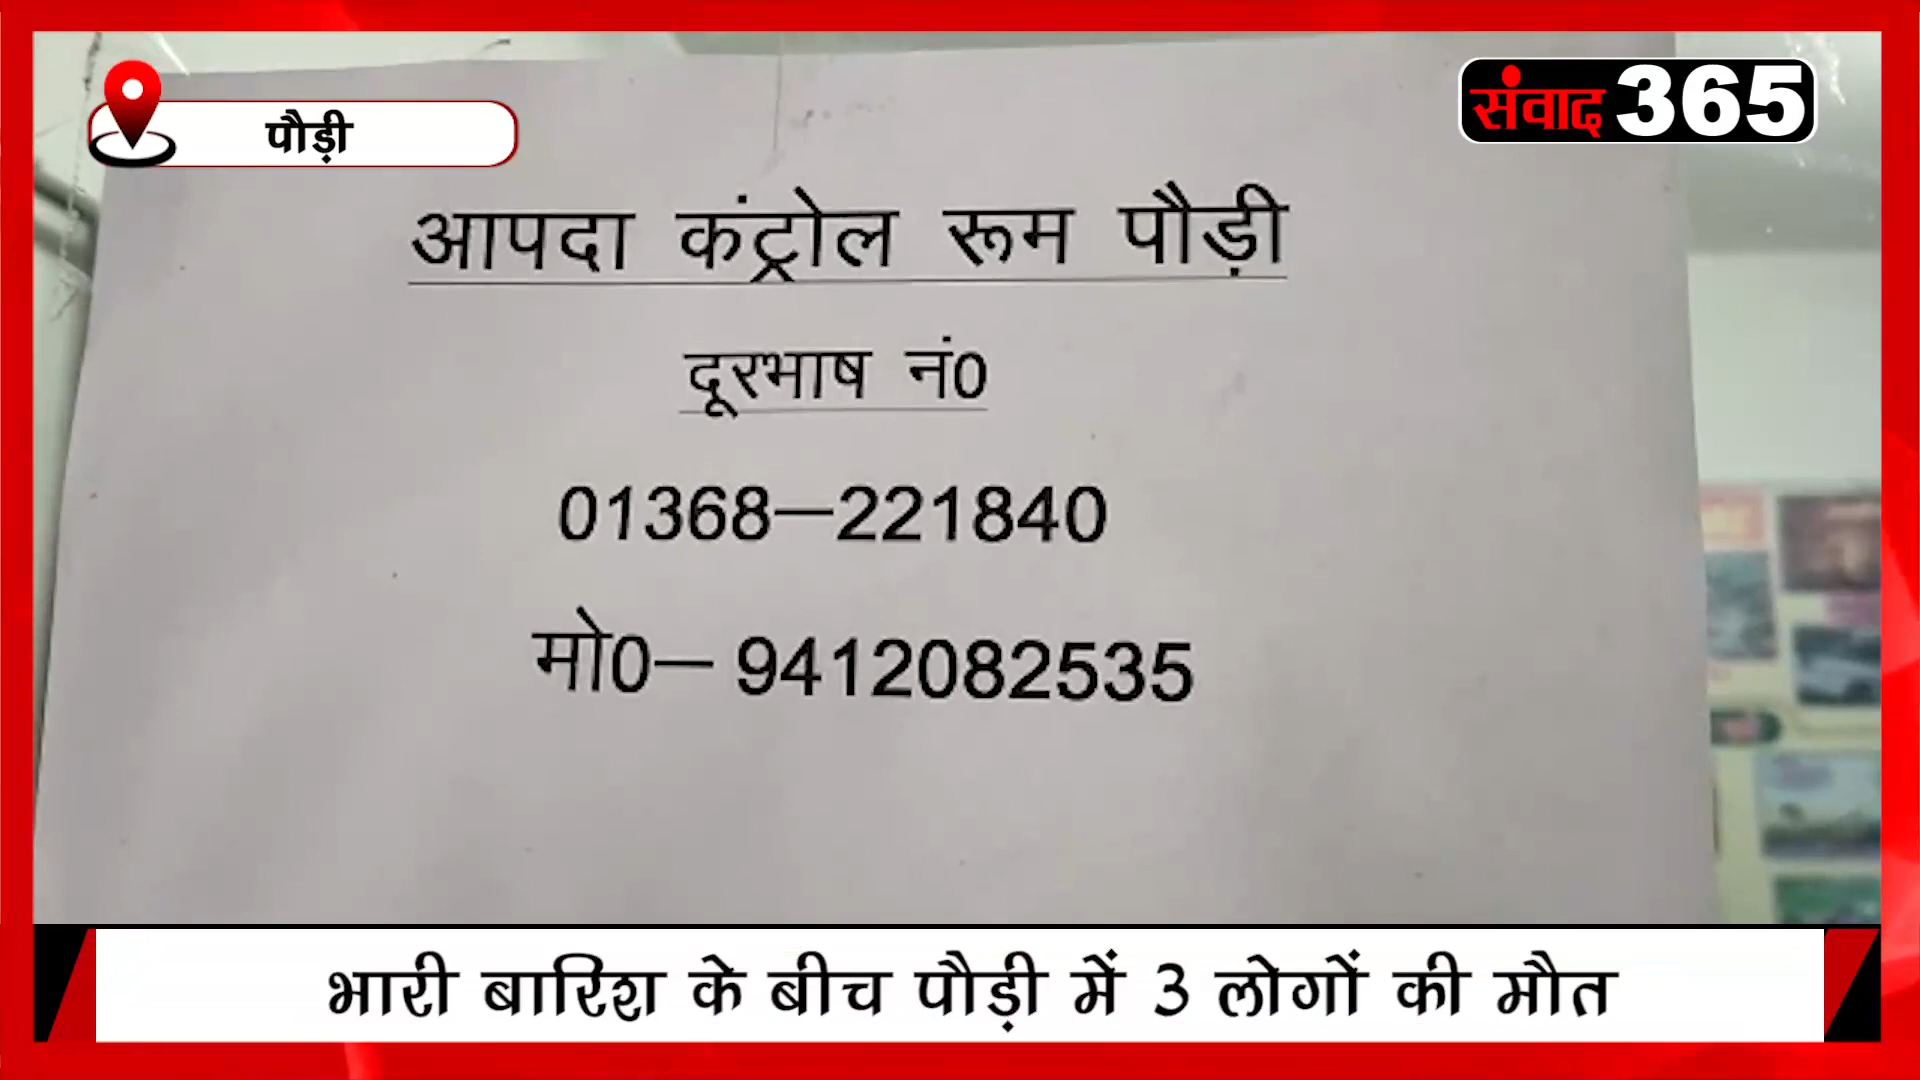 पौड़ी
संवाद 365
आपदा कंट्रोल रूम पौड़ी
दूरभाष नं0
01368–221840
मो0– 9412082535
भारी बारिश के बीच पौड़ी में 3 लोगों की मौत